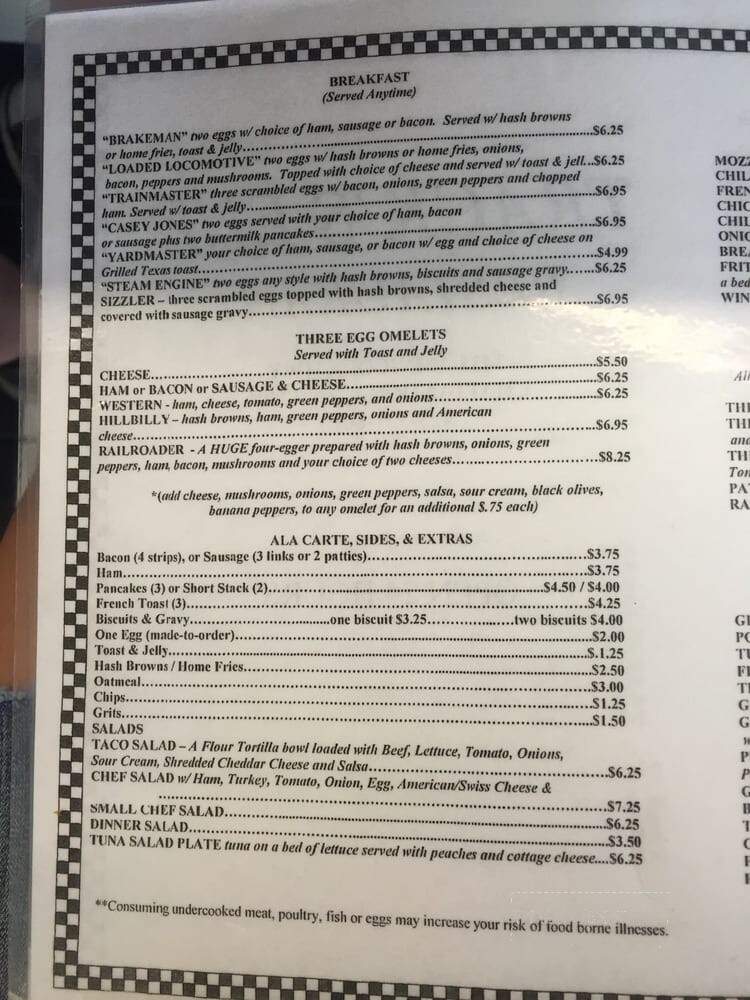 BREAKFAST
(Served Anytime)
"BRAKEMAN" two eggs w/ choice of ham, sausage or bacon. Served w/ hash browns
or home fries, toast & jelly....................$6.25
"LOADED LOCOMOTIVE" two eggs w/ hash browns or home fries, onions,
bacon, peppers and mushrooms. Topped with choice of cheese and served w/ toast & jell...$6.25
"TRAINMASTER" three scrambled eggs w/ bacon, onions, green peppers and chopped
ham. Served w/ toast & jelly....................$6.95
"CASEY JONES" two eggs served with your choice of ham, bacon
or sausage plus two buttermilk pancakes....................$6.95
"YARDMASTER" your choice of ham, sausage, or bacon w/ egg and choice of cheese on
Grilled Texas toast....................$4.99
"STEAM ENGINE" two eggs any style with hash browns, biscuits and sausage gravy.......$6.25
SIZZLER – three scrambled eggs topped with hash browns, shredded cheese and
covered with sausage gravy....................$6.95
THREE EGG OMELETS
Served with Toast and Jelly
CHEESE....................$5.50
HAM or BACON or SAUSAGE & CHEESE....................$6.25
WESTERN - ham, cheese, tomato, green peppers, and onions....................$6.25
HILLBILLY – hash browns, ham, green peppers, onions and American
cheese....................$6.95
RAILROADER - A HUGE four-egger prepared with hash browns, onions, green
peppers, ham, bacon, mushrooms and your choice of two cheeses....................$8.25
*(add cheese, mushrooms, onions, green peppers, salsa, sour cream, black olives,
banana peppers, to any omelet for an additional $.75 each)
ALA CARTE, SIDES, & EXTRAS
Bacon (4 strips), or Sausage (3 links or 2 patties)....................$3.75
Ham....................$3.75
Pancakes (3) or Short Stack (2)....................$4.50 / $4.00
French Toast (3)....................$4.25
Biscuits & Gravy....................one biscuit $3.25....................two biscuits $4.00
One Egg (made-to-order)....................$2.00
Toast & Jelly....................$.1.25
Hash Browns / Home Fries....................$2.50
Oatmeal....................$3.00
Chips....................$1.25
Grits....................$1.50
SALADS
TACO SALAD – A Flour Tortilla bowl loaded with Beef, Lettuce, Tomato, Onions,
Sour Cream, Shredded Cheddar Cheese and Salsa....................$6.25
CHEF SALAD w/ Ham, Turkey, Tomato, Onion, Egg, American/Swiss Cheese &
....................$7.25
SMALL CHEF SALAD....................$6.25
DINNER SALAD....................$3.50
TUNA SALAD PLATE tuna on a bed of lettuce served with peaches and cottage cheese....$6.25
**Consuming undercooked meat, poultry, fish or eggs may increase your risk of food borne illnesses.